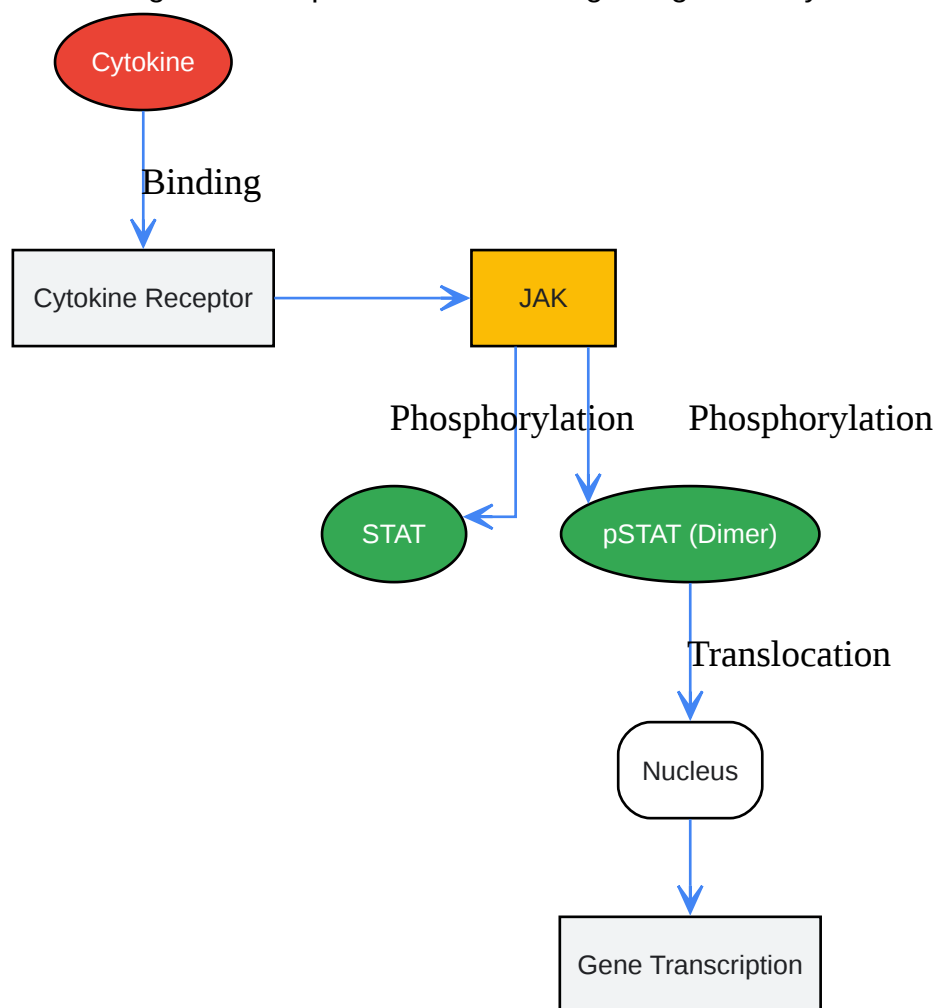 Cytokine
Binding
Cytokine Receptor
JAK
Phosphorylation
Phosphorylation
STAT
pSTAT (Dimer)
Translocation
Nucleus
Gene Transcription